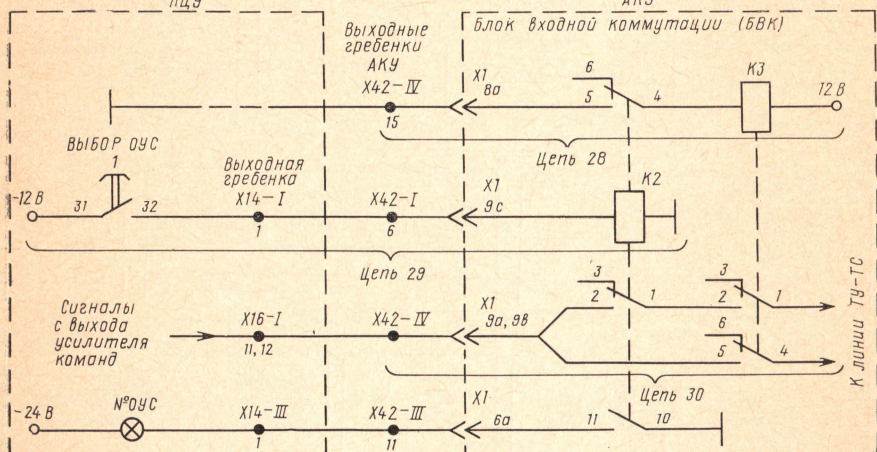 ПЦУ
АКУ
Выходные
гребенки
АКУ
Блок входной коммутации (БВК)
X42-IV
15
X1
8а
6
5
4
К3
12 В
Цепь 28
ВЫБОР ОУС
1
Выходная
гребенка
-12 В
31
32
X14-I
1
X42-I
6
X1
9с
К2
Цепь 29
Сигналы
с выхода
усилителя
команд
X16-I
11, 12
X42-IV
X1
9а, 9в
3
2
1
3
2
1
6
5
4
К линии ТУ-ТС
Цепь 30
-24 В
№ОУС
X14-III
1
X42-III
11
X1
6а
11
10